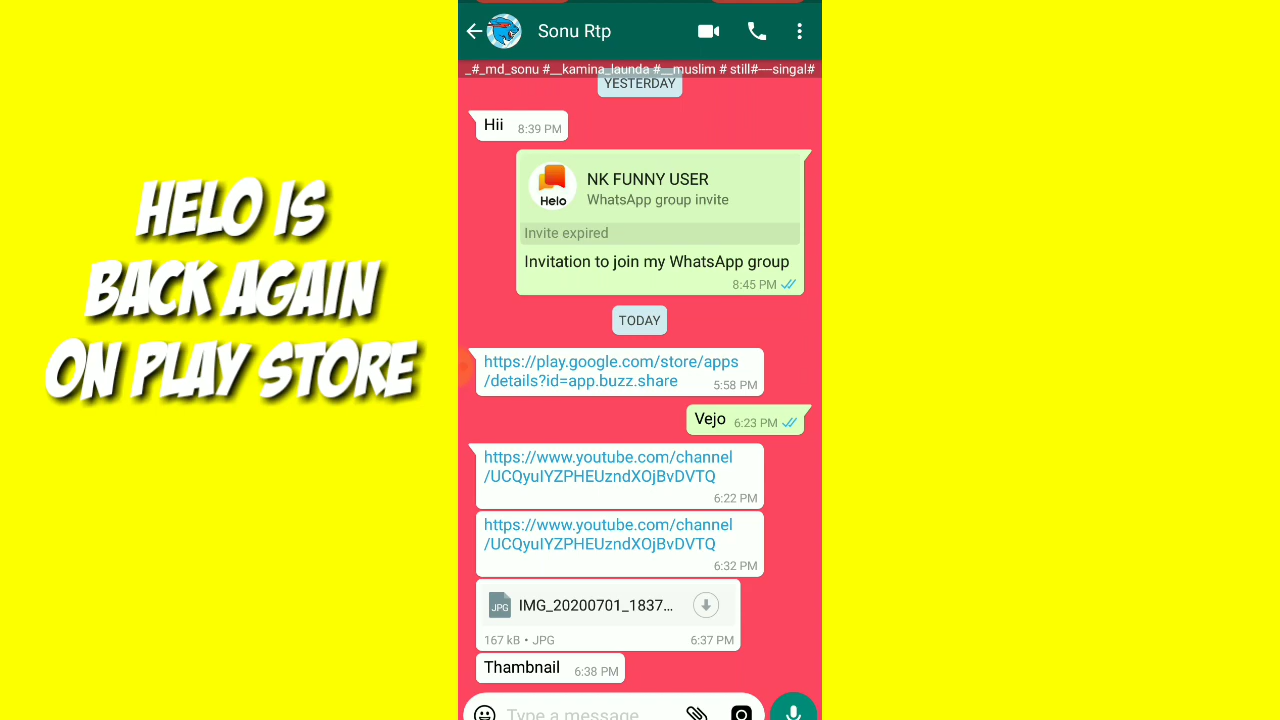 HELO IS
BACK AGAIN
ON PLAY STORE
Sonu Rtp
_#_md_sonu #__kamina_launda #__muslim # still#---singal#
YESTERDAY
Hii 8:39 PM
NK FUNNY USER
Helo
WhatsApp group invite
Invite expired
Invitation to join my WhatsApp group
8:45 PM
TODAY
https://play.google.com/store/apps
/details?id=app.buzz.share 5:58 PM
Vejo 6:23 PM
https://www.youtube.com/channel
/UCQyuIYZPHEUzndXOjBvDVTQ
6:22 PM
https://www.youtube.com/channel
/UCQyuIYZPHEUzndXOjBvDVTQ
6:32 PM
JPG IMG_20200701_1837...
167 kB • JPG 6:37 PM
Thambnail 6:38 PM
Type a message